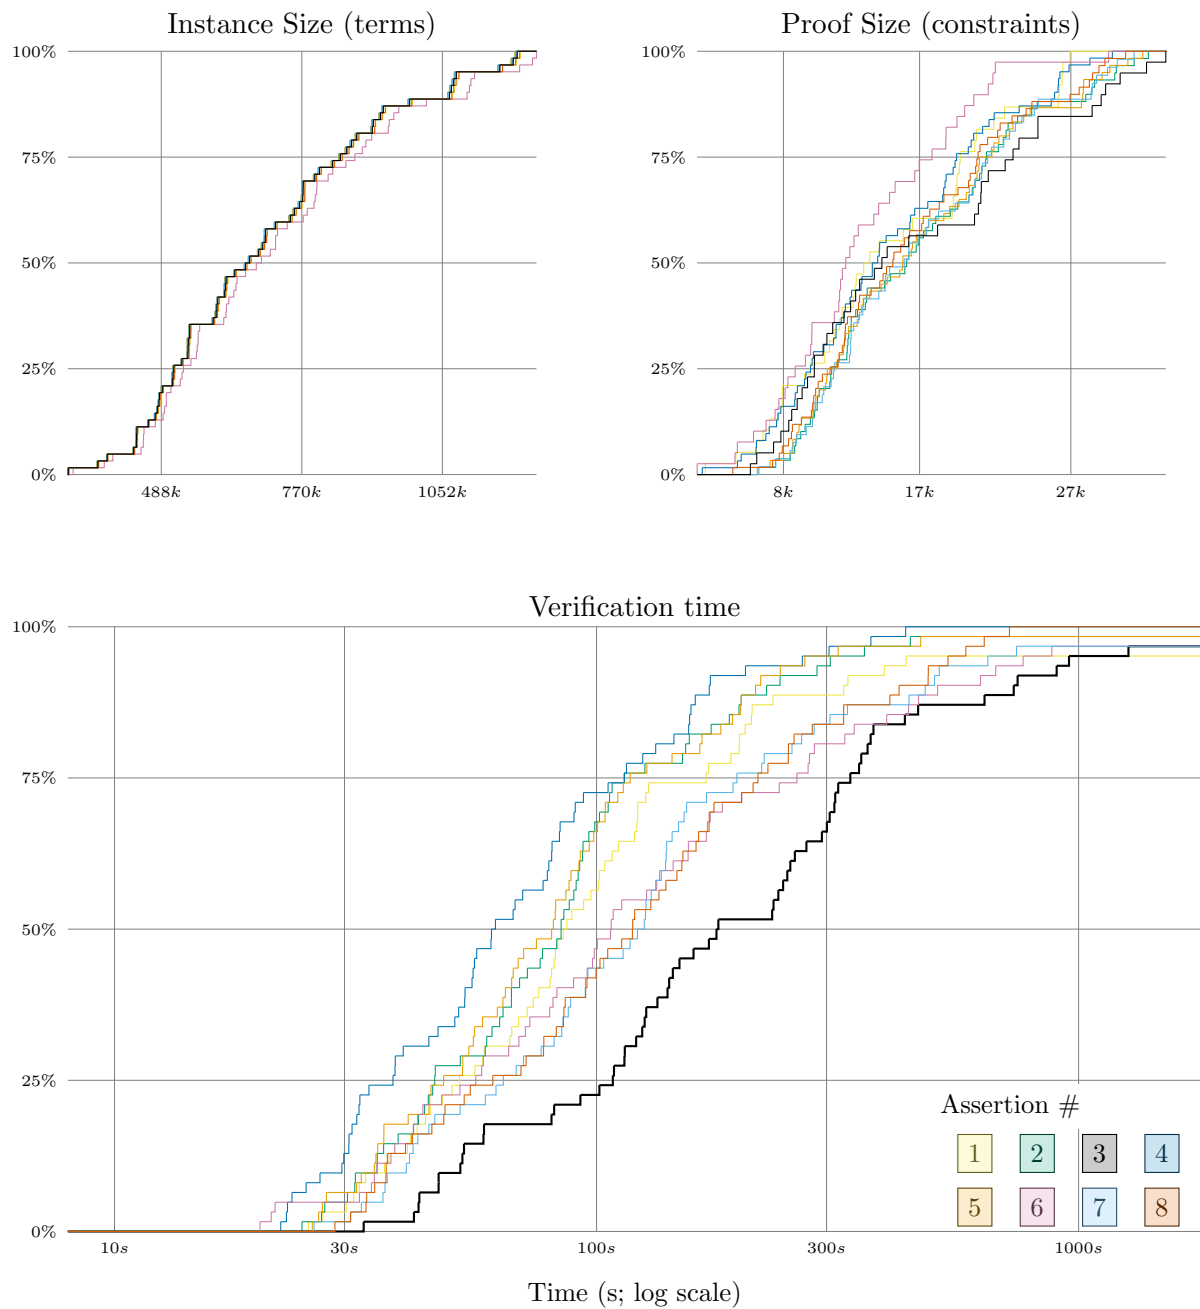 Instance Size (terms)
100%
75%
50%
25%
0%
488k
770k
1052k
Proof Size (constraints)
100%
75%
50%
25%
0%
8k
17k
27k
Verification time
100%
75%
50%
25%
0%
10s
30s
100s
300s
1000s
Assertion #
1 2 3 4
5 6 7 8
Time (s; log scale)